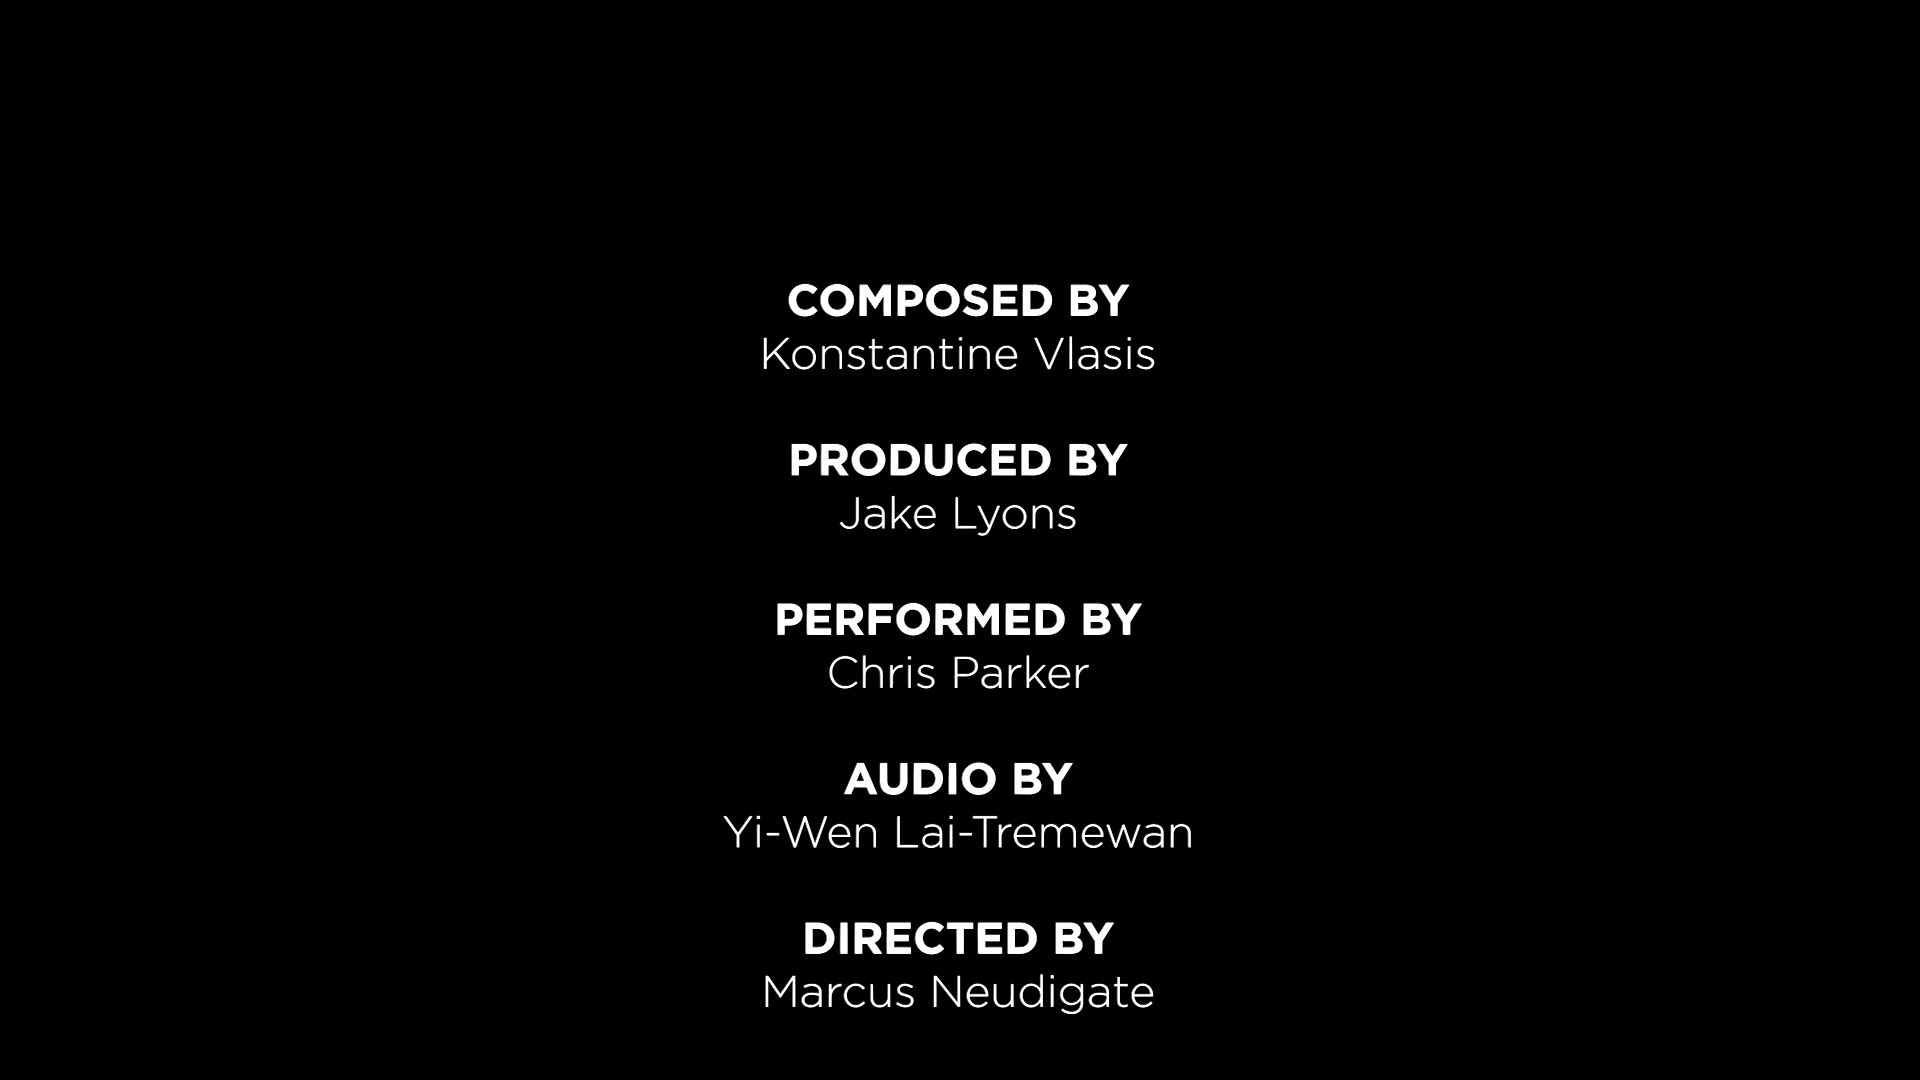 COMPOSED BY
Konstantine Vlasis
PRODUCED BY
Jake Lyons
PERFORMED BY
Chris Parker
AUDIO BY
Yi-Wen Lai-Tremewan
DIRECTED BY
Marcus Neudigate